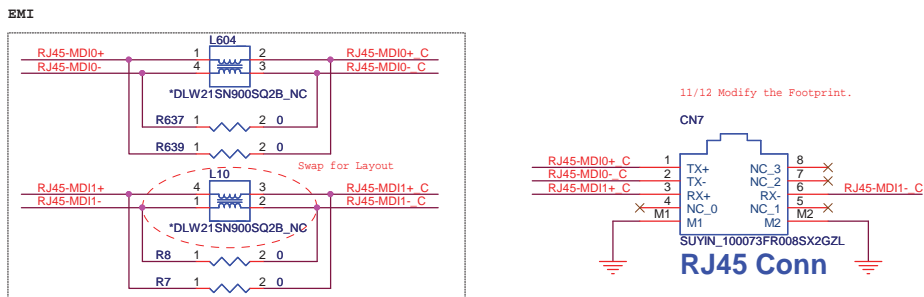 EMI
L604
RJ45-MDI0+ 1 2 RJ45-MDI0+_C
RJ45-MDI0- 4 3 RJ45-MDI0-_C
*DLW21SN900SQ2B_NC
R637 1 2 0
R639 1 2 0
Swap for Layout
L10
RJ45-MDI1+ 4 3 RJ45-MDI1+_C
RJ45-MDI1- 1 2 RJ45-MDI1-_C
*DLW21SN900SQ2B_NC
R8 1 2 0
R7 1 2 0
11/12 Modify the Footprint.
CN7
RJ45-MDI0+_C 1 TX+ NC_3 8
RJ45-MDI0-_C 2 TX- NC_2 7
RJ45-MDI1+_C 3 RX+ RX- 6 RJ45-MDI1-_C
4 NC_0 NC_1 5
M1 M1 M2 M2
SUYIN_100073FR008SX2GZL
RJ45 Conn